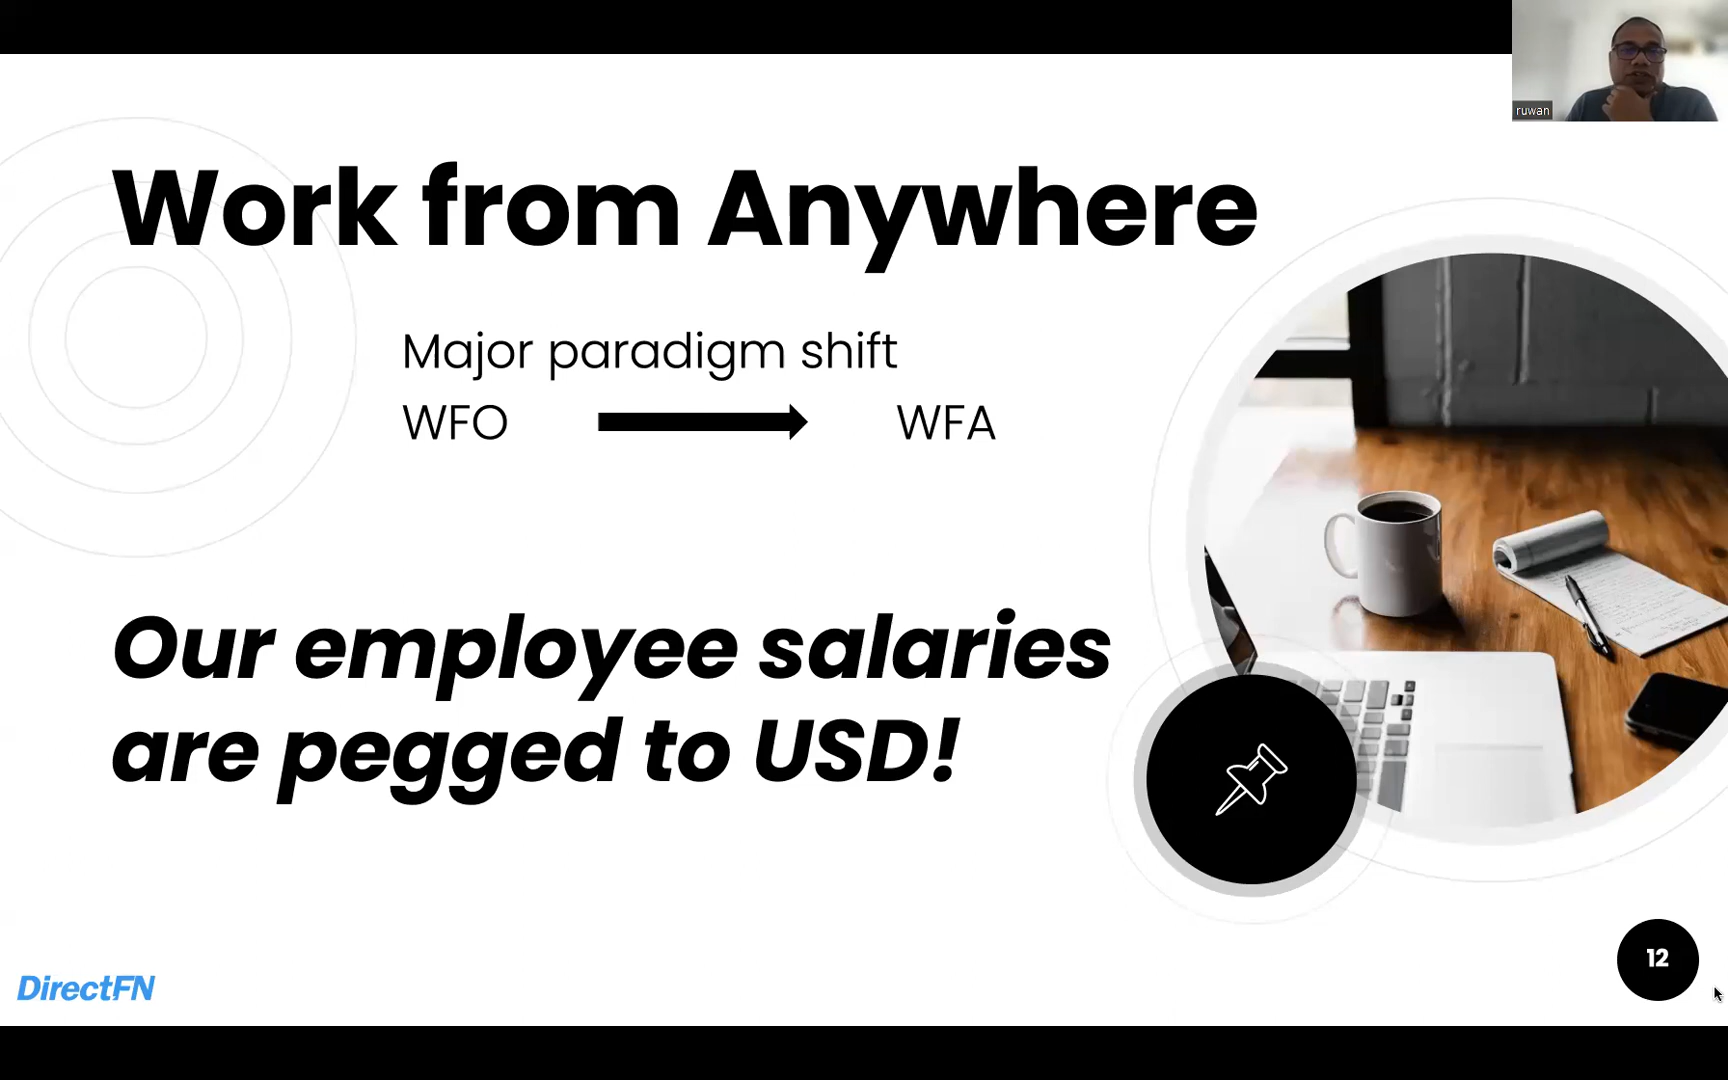 ruwan
Work from Anywhere
Major paradigm shift
WFO WFA
Our employee salaries
are pegged to USD!
DirectFN
12